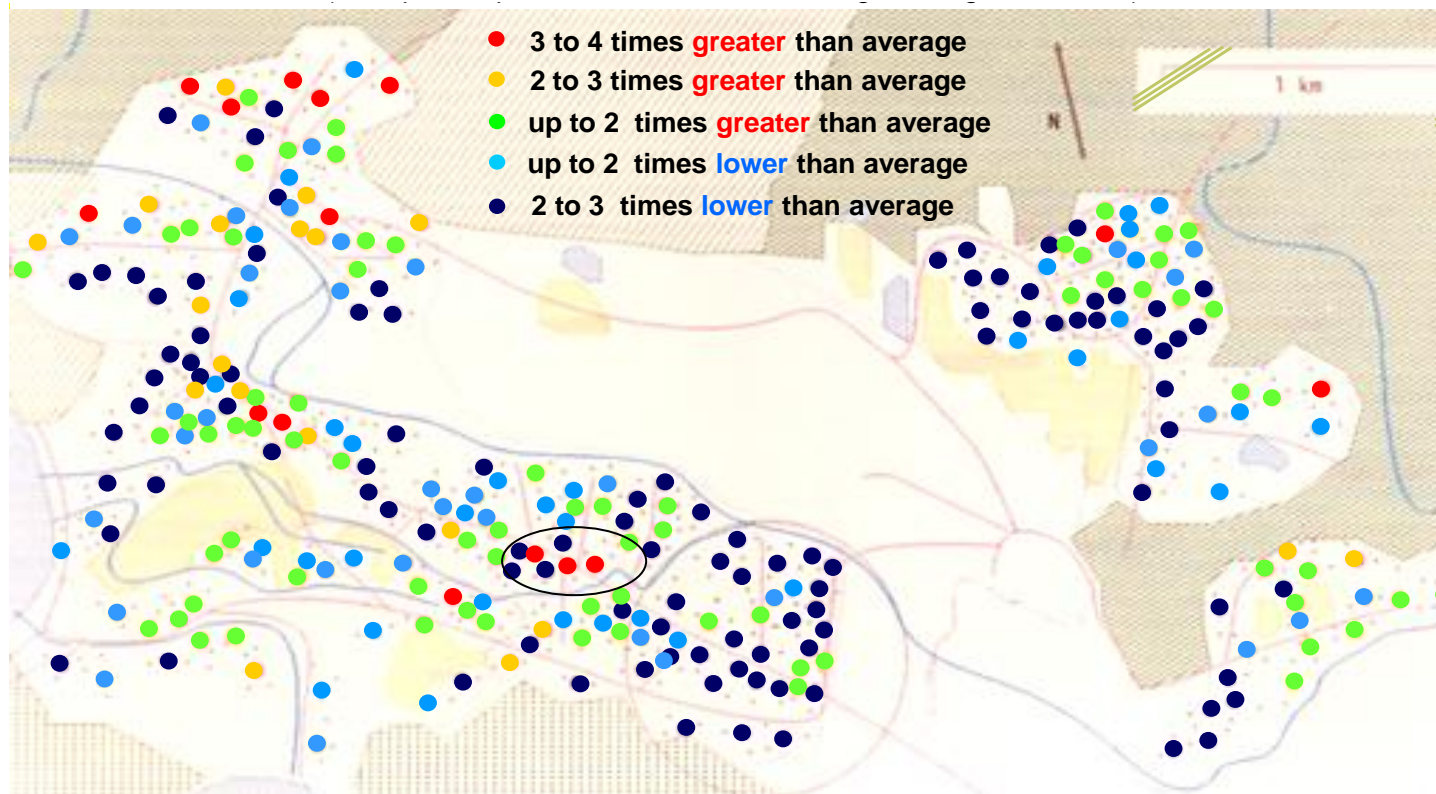 3 to 4 times greater than average
2 to 3 times greater than average
up to 2 times greater than average
up to 2 times lower than average
2 to 3 times lower than average
1 km
N